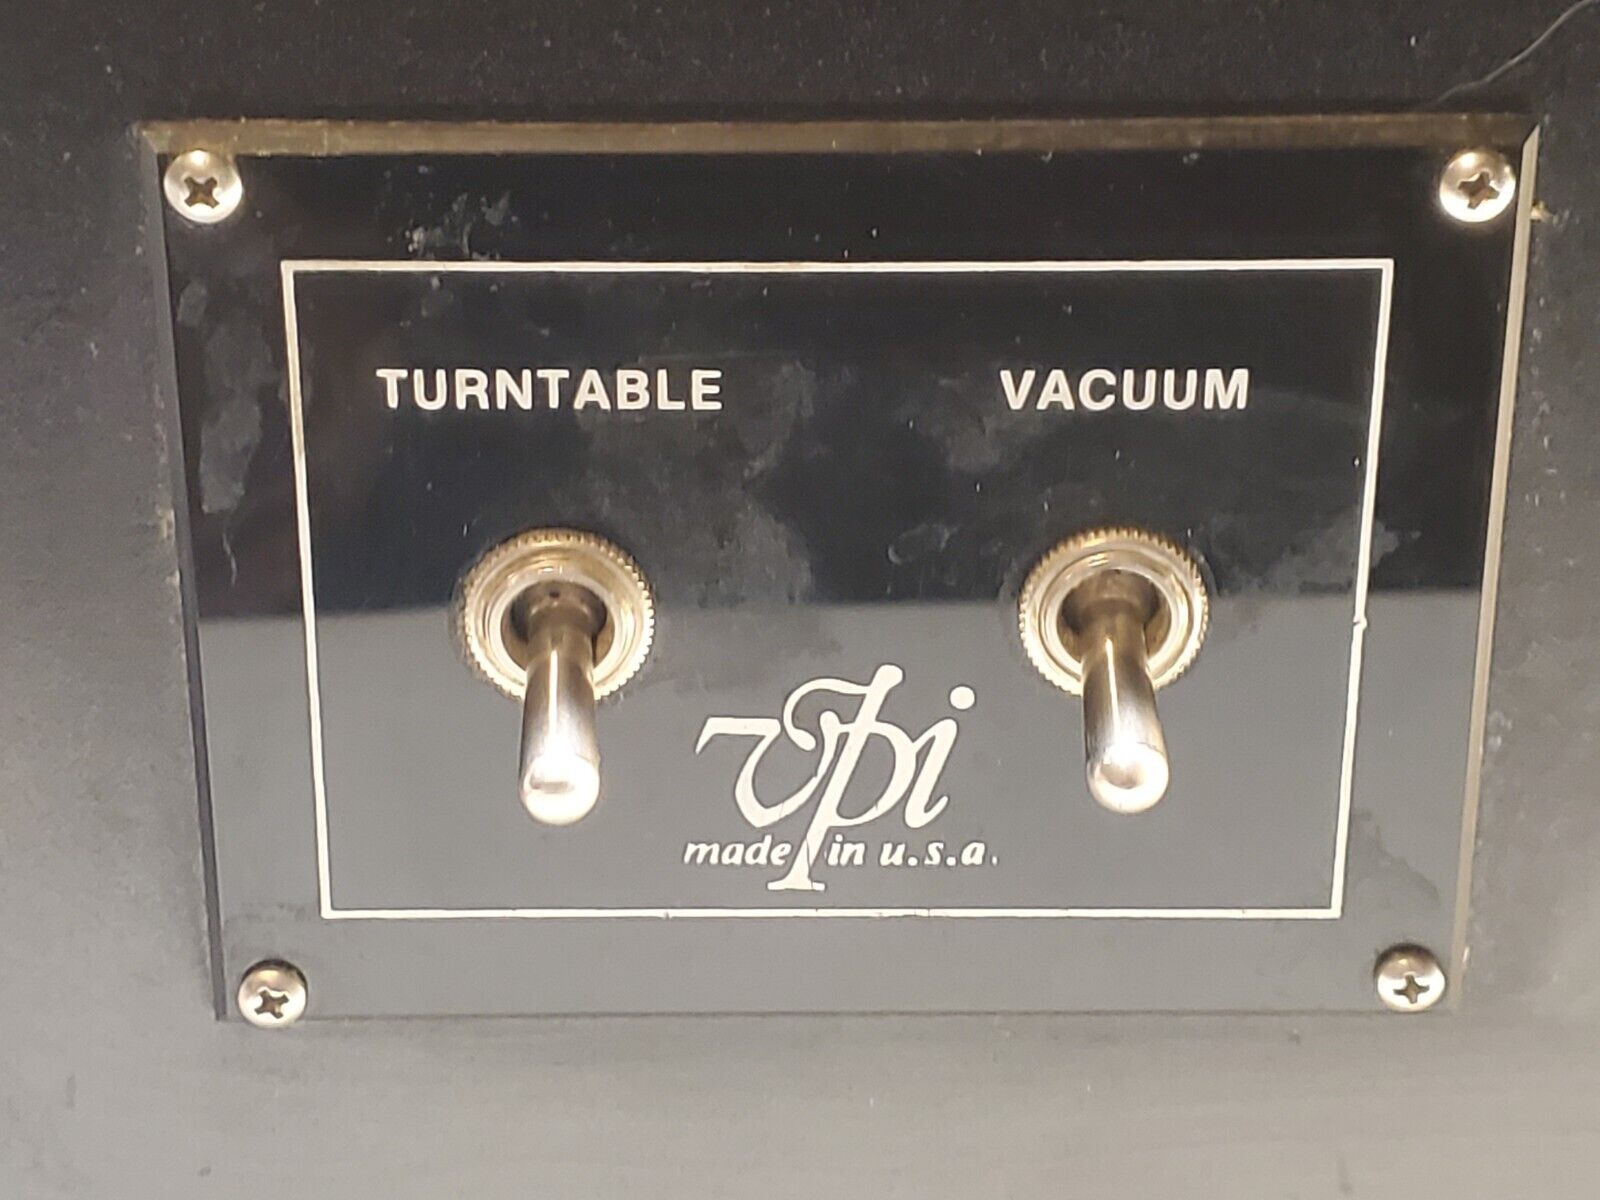 TURNTABLE VACUUM
vpi
made in u.s.a.